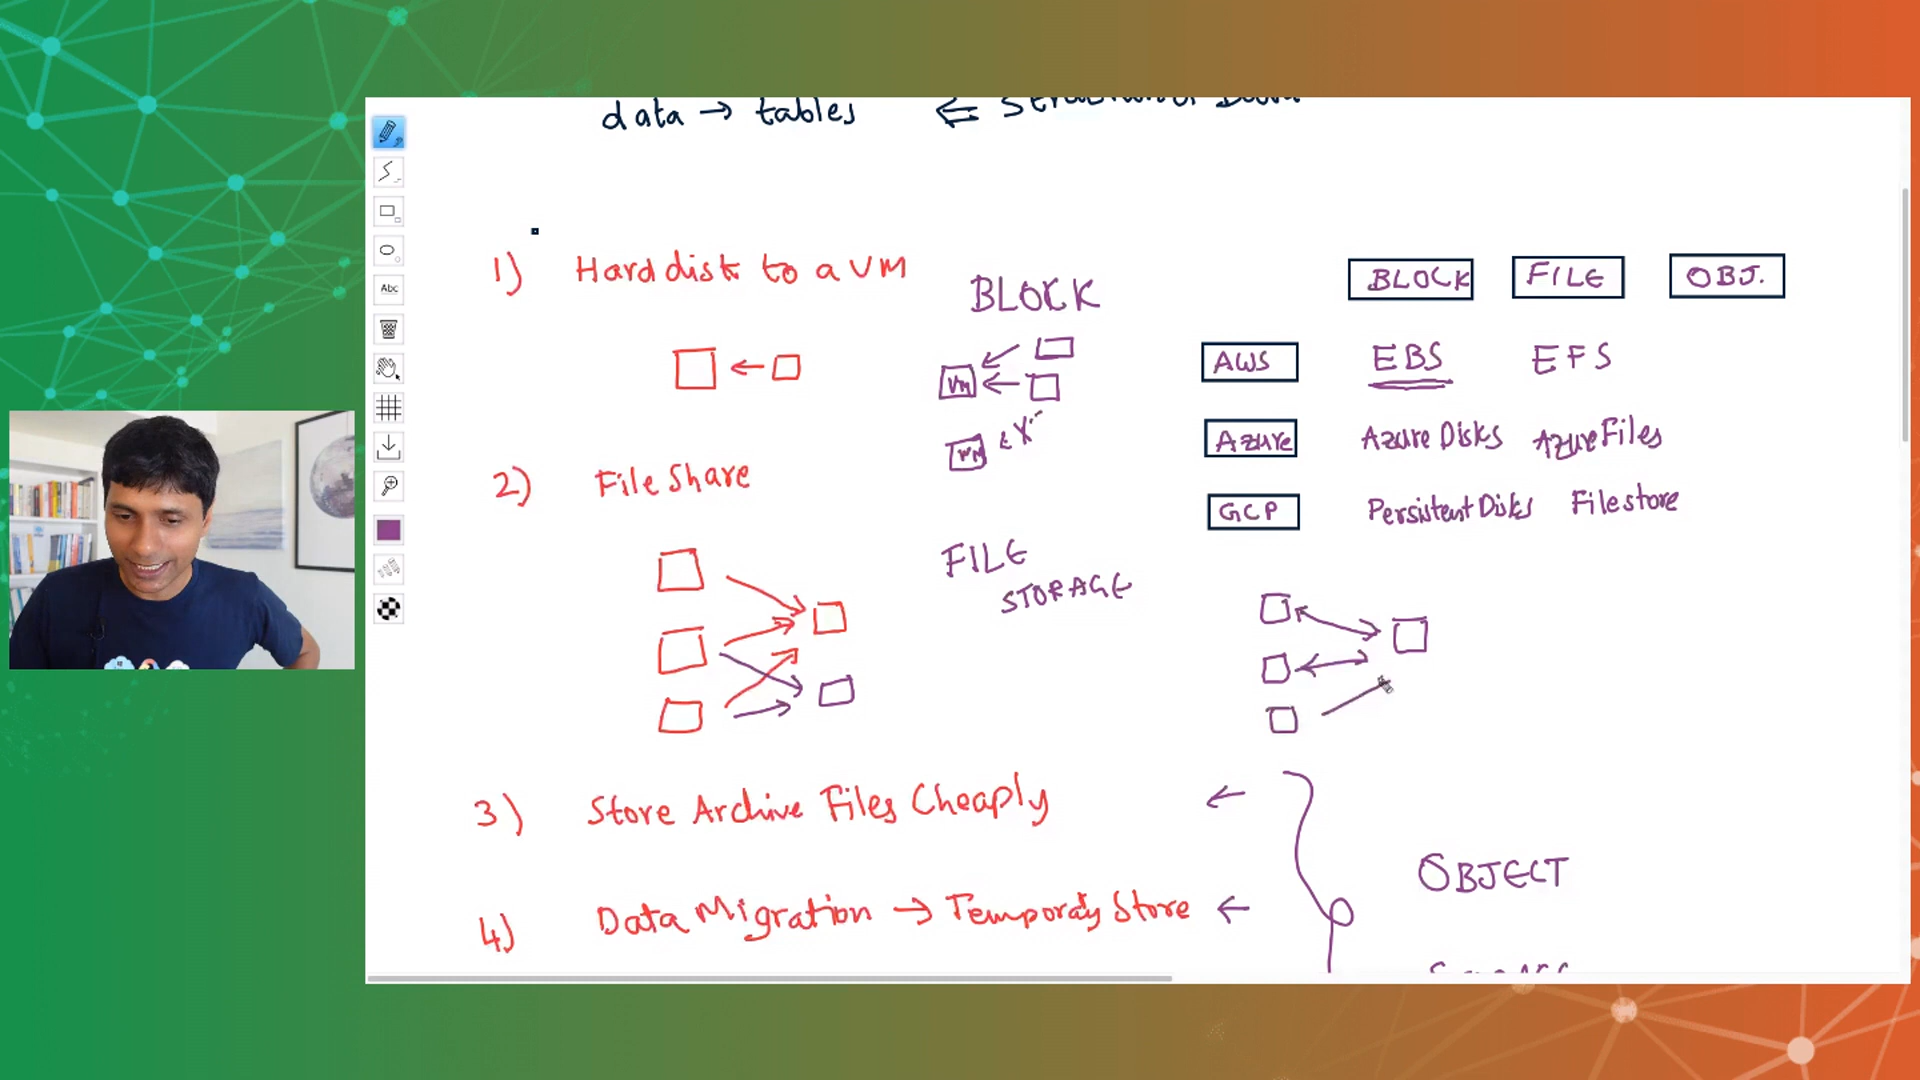 data → tables ⇐
Abc
1) Hard disk to a VM
BLOCK
VM
VM
BLOCK FILE OBJ.
AWS EBS EFS
Azure Azure Disks Azure Files
GCP Persistent Disks Filestore
2) File Share
FILE
STORAGE
3) Store Archive Files Cheaply ←
OBJECT
4) Data Migration → Temporary Store ←